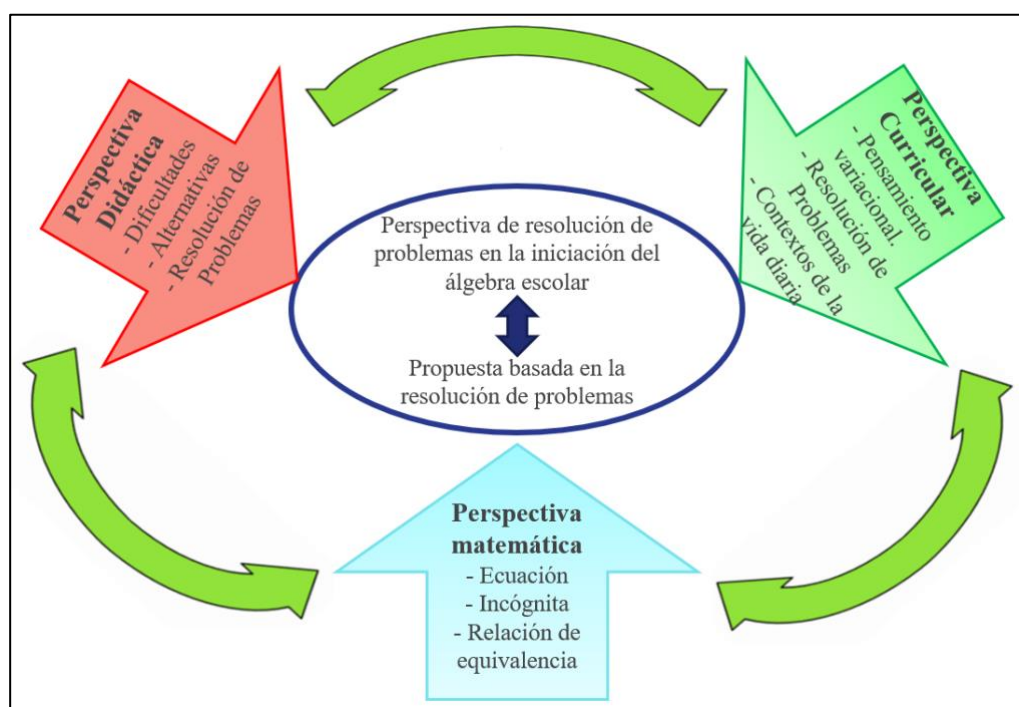 Perspectiva
Didáctica
- Dificultades
- Alternativas
- Resolución de
Problemas
Perspectiva
Curricular
- Pensamiento
variacional.
- Resolución de
Problemas
- Contextos de la
vida diaria
Perspectiva de resolución de
problemas en la iniciación del
álgebra escolar
Propuesta basada en la
resolución de problemas
Perspectiva
matemática
- Ecuación
- Incógnita
- Relación de
equivalencia